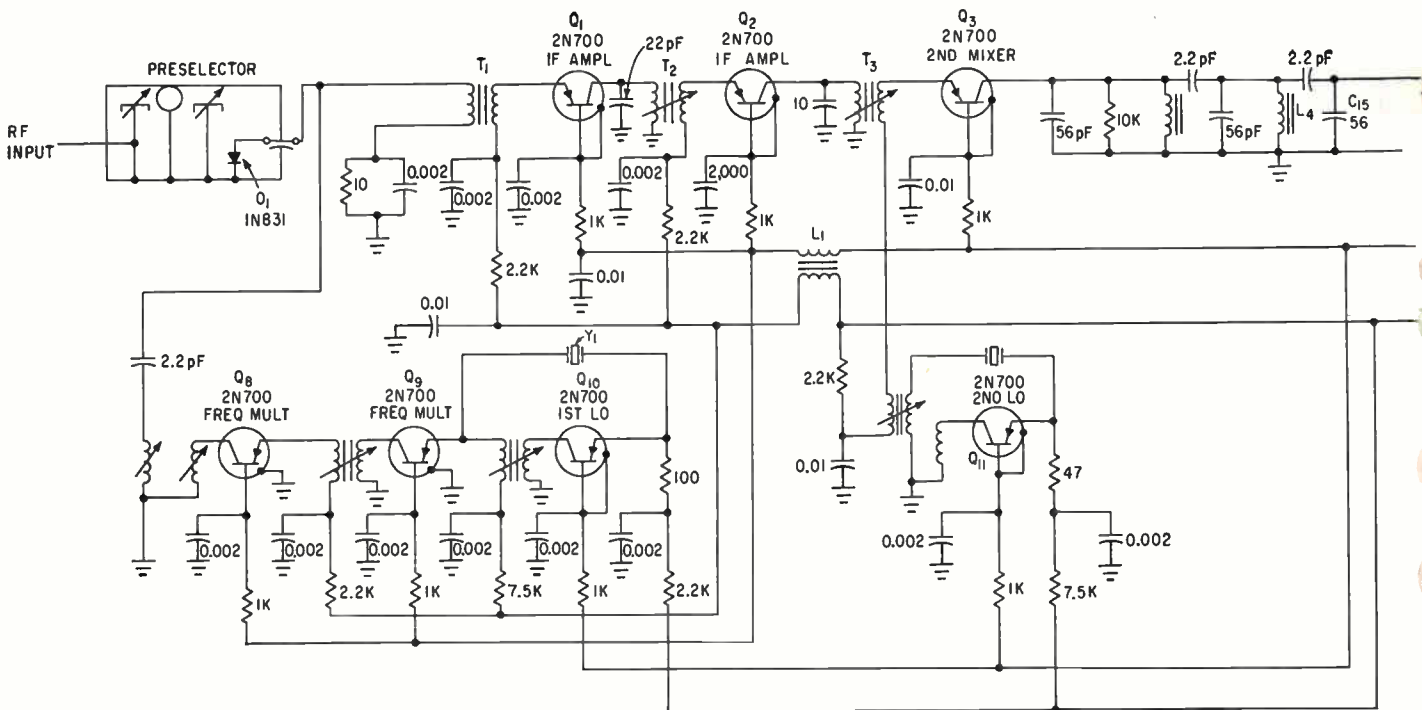 PRESELECTOR
RF
INPUT
D1
1N831
Q1
2N700
IF AMPL
22pF
T1
T2
Q2
2N700
IF AMPL
T3
Q3
2N700
2ND MIXER
2.2pF
2.2pF
10
56pF
10K
56pF
L4
C15
56
10
0.002
0.002
0.002
0.002
2,000
0.01
1K
2.2K
1K
1K
2.2K
0.01
L1
0.01
2.2pF
Y1
Q8
2N700
FREQ MULT
Q9
2N700
FREQ MULT
Q10
2N700
1ST LO
2.2K
2N700
2ND LO
Q11
100
0.01
47
0.002
0.002
0.002
0.002
0.002
0.002
0.002
0.002
1K
2.2K
1K
7.5K
1K
2.2K
1K
7.5K